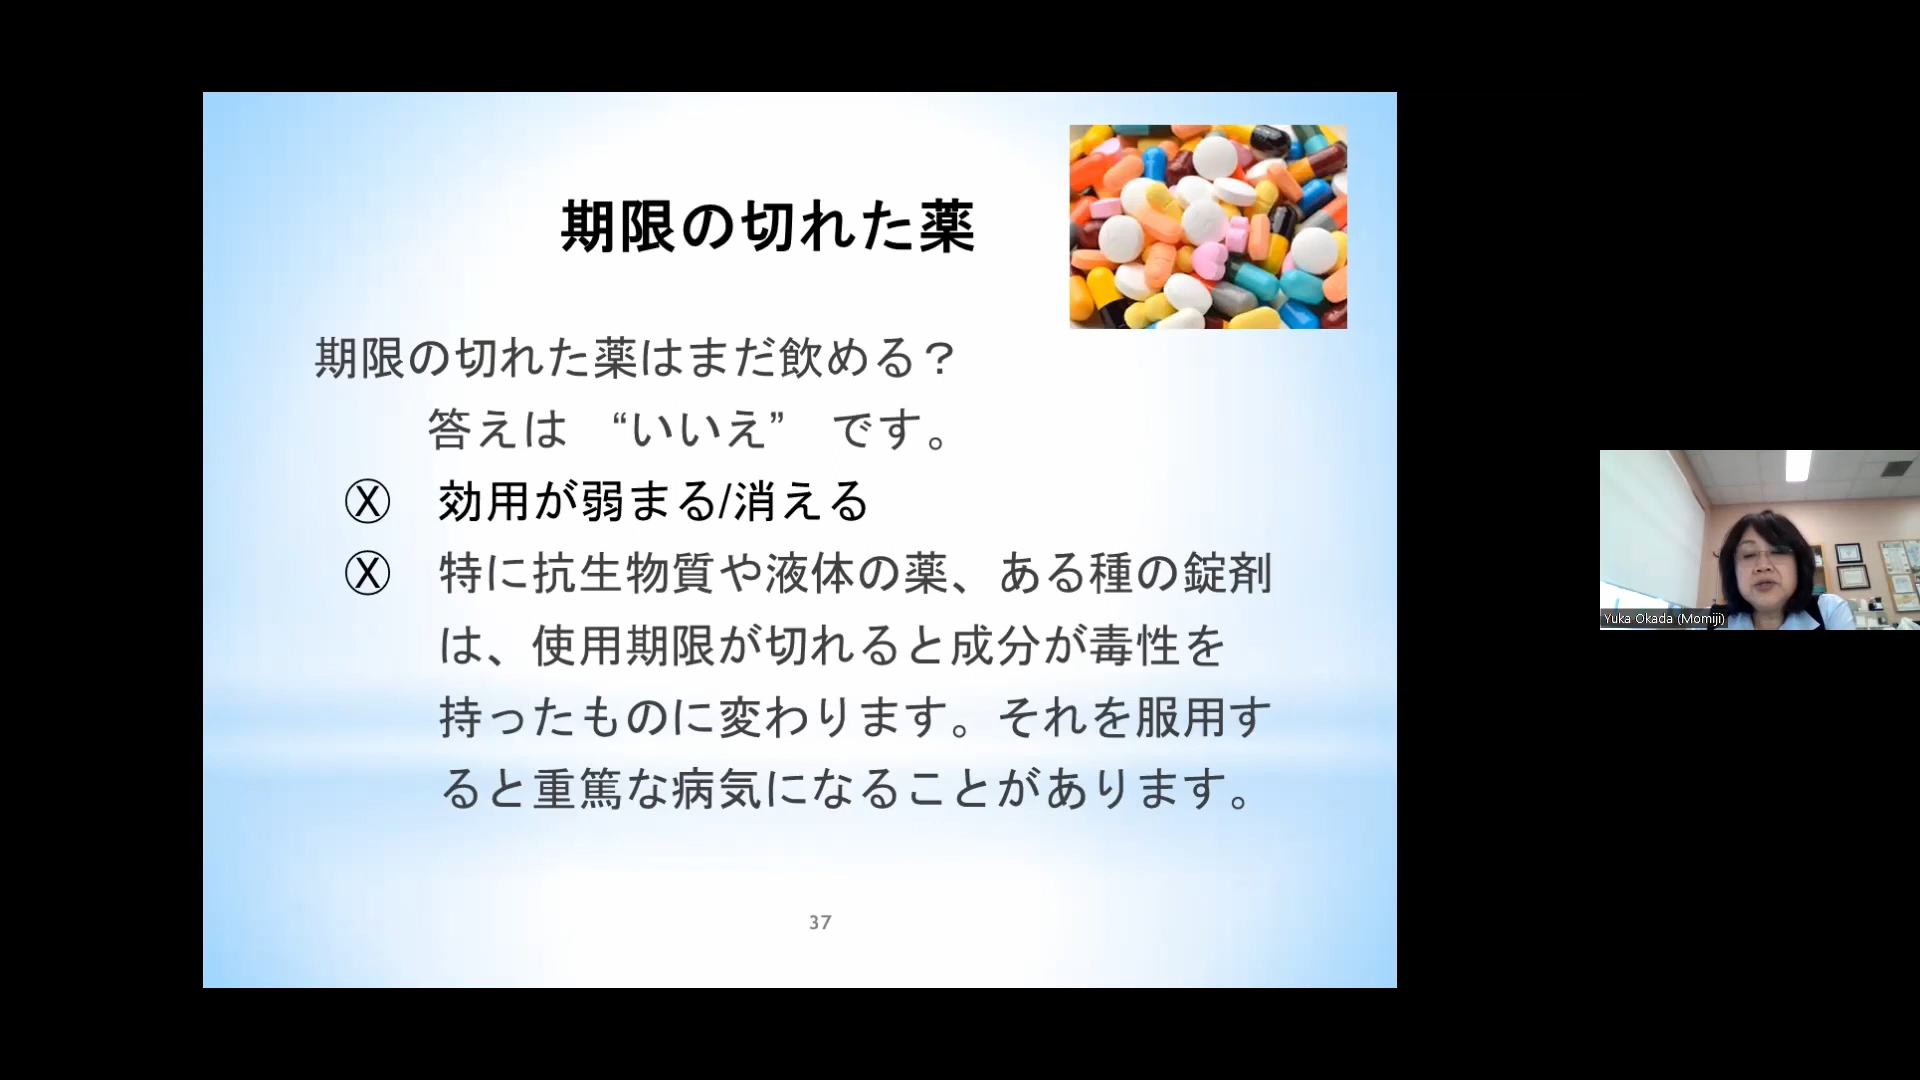 期限の切れた薬
期限の切れた薬はまだ飲める？
答えは “いいえ” です。
Ⓧ 効用が弱まる/消える
Ⓧ 特に抗生物質や液体の薬、ある種の錠剤
は、使用期限が切れると成分が毒性を
持ったものに変わります。それを服用す
ると重篤な病気になることがあります。
37
Yuka Okada (Momiji)